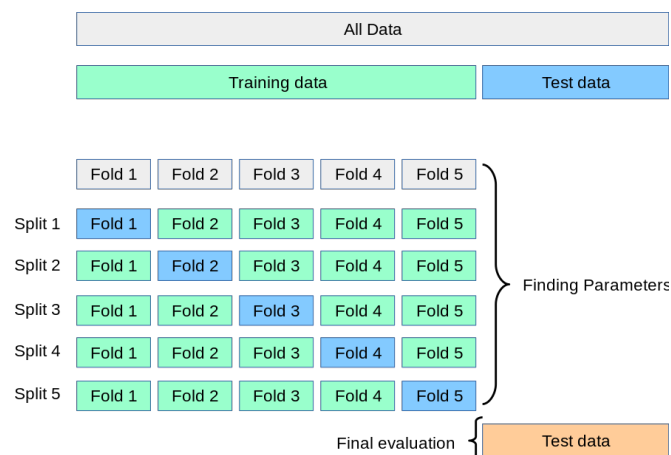 All Data
Training data Test data
Fold 1 Fold 2 Fold 3 Fold 4 Fold 5
Split 1 Fold 1 Fold 2 Fold 3 Fold 4 Fold 5
Split 2 Fold 1 Fold 2 Fold 3 Fold 4 Fold 5
Finding Parameters
Split 3 Fold 1 Fold 2 Fold 3 Fold 4 Fold 5
Split 4 Fold 1 Fold 2 Fold 3 Fold 4 Fold 5
Split 5 Fold 1 Fold 2 Fold 3 Fold 4 Fold 5
Final evaluation Test data